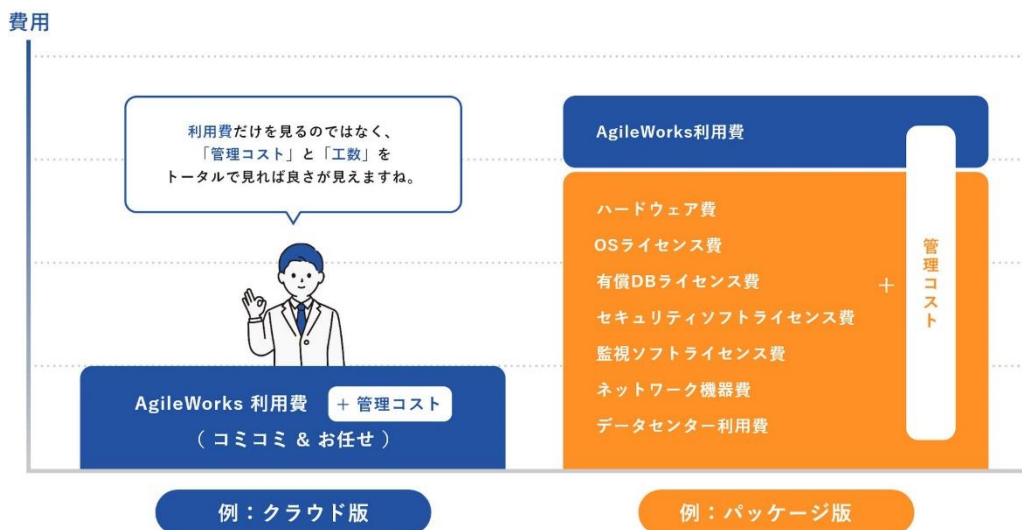 費用
利用費だけを見るのではなく、
「管理コスト」と「工数」を
トータルで見れば良さが見えますね。
AgileWorks 利用費 + 管理コスト
（ コミコミ & お任せ ）
例：クラウド版
AgileWorks利用費
ハードウェア費
OSライセンス費
有償DBライセンス費
セキュリティソフトライセンス費
監視ソフトライセンス費
ネットワーク機器費
データセンター利用費
+
管理コスト
例：パッケージ版